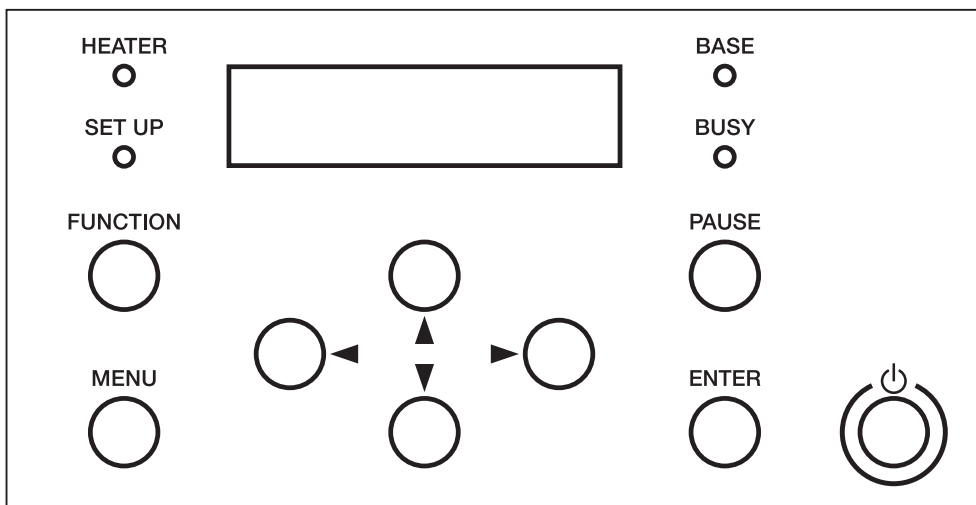 HEATER
BASE
SET UP
BUSY
FUNCTION
PAUSE
MENU
ENTER